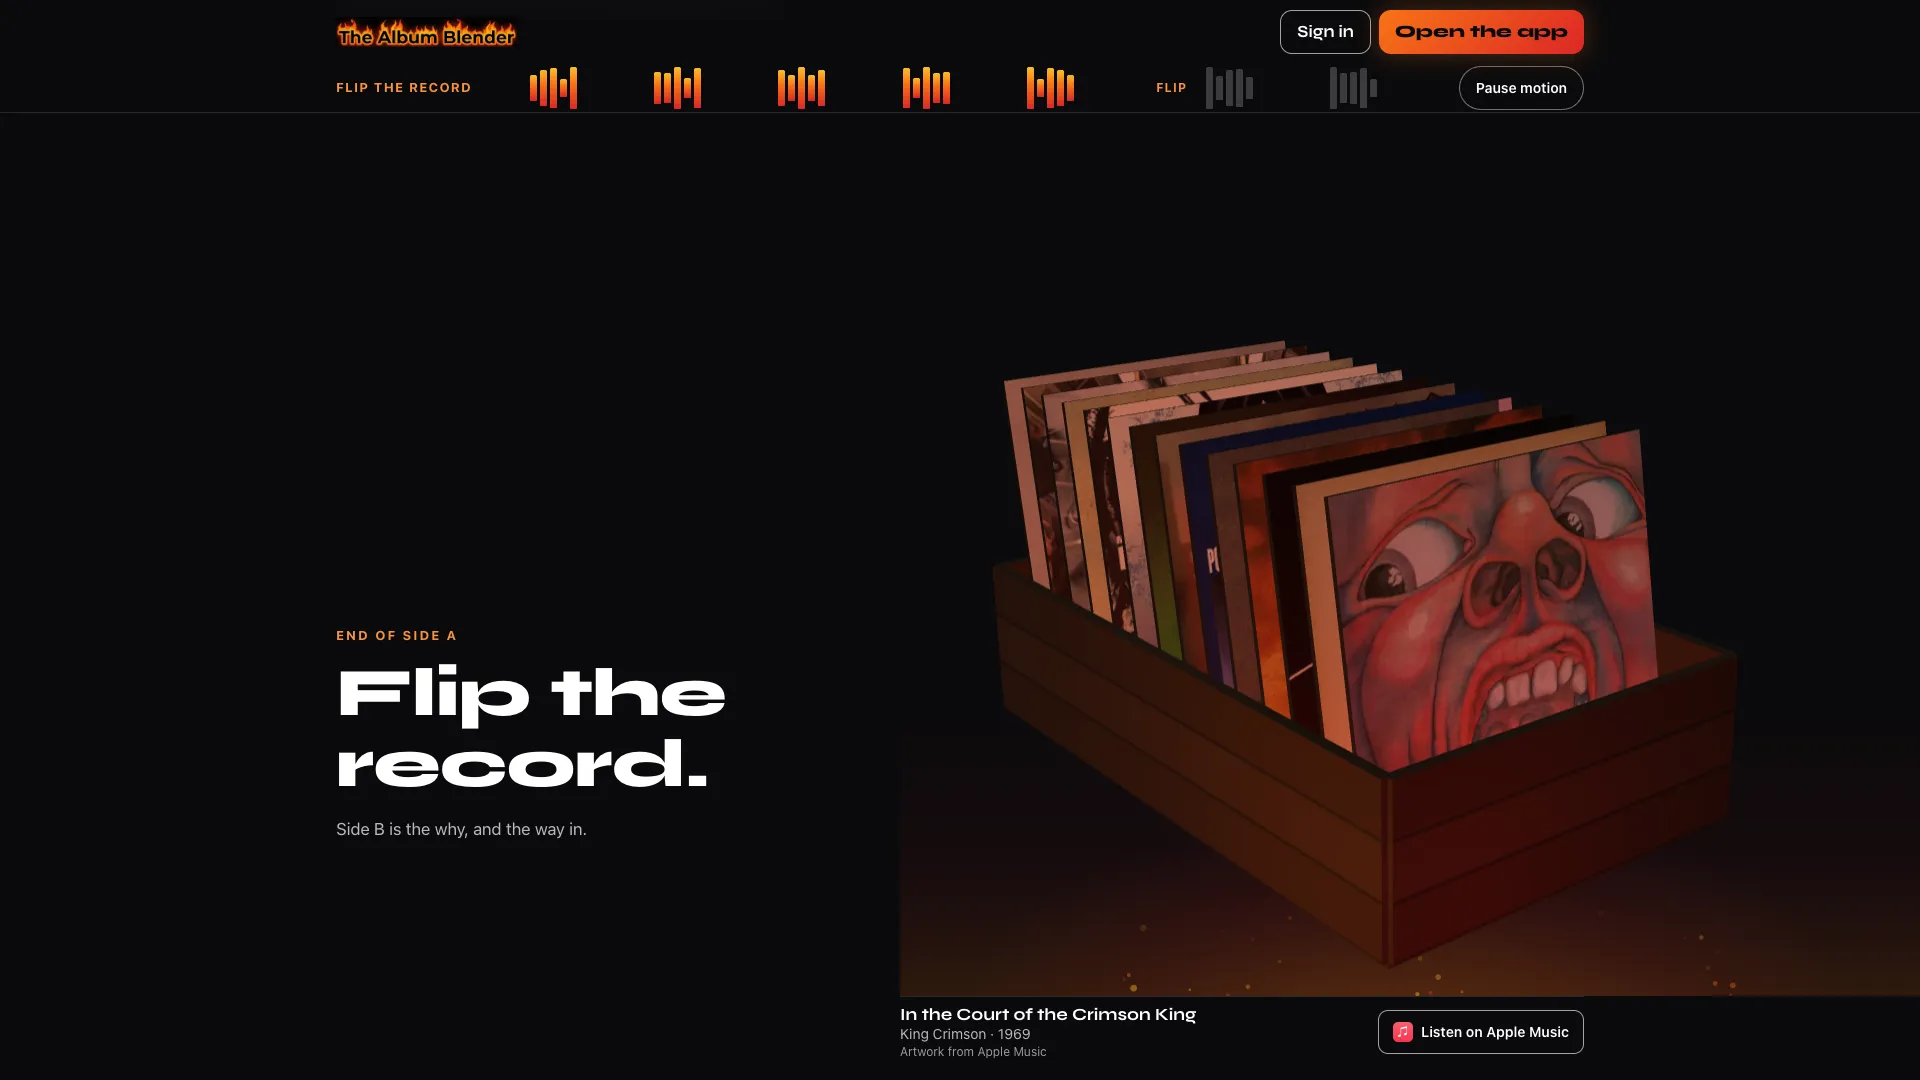 The Album Blender
Sign in
Open the app
FLIP THE RECORD
FLIP
Pause motion
END OF SIDE A
Flip the
record.
Side B is the why, and the way in.
In the Court of the Crimson King
King Crimson · 1969
Artwork from Apple Music
Listen on Apple Music